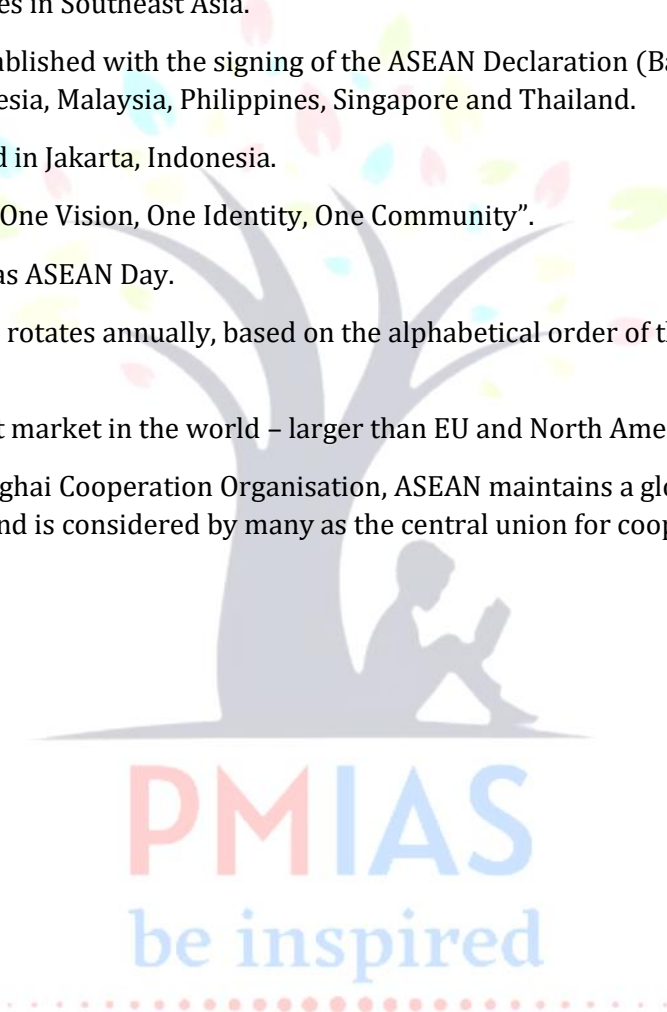 es in Southeast Asia.
ablished with the signing of the ASEAN Declaration (Ba
esia, Malaysia, Philippines, Singapore and Thailand.
d in Jakarta, Indonesia.
One Vision, One Identity, One Community”.
as ASEAN Day.
rotates annually, based on the alphabetical order of t
t market in the world – larger than EU and North Ame
ghai Cooperation Organisation, ASEAN maintains a glo
nd is considered by many as the central union for coop
PMIAS
be inspired